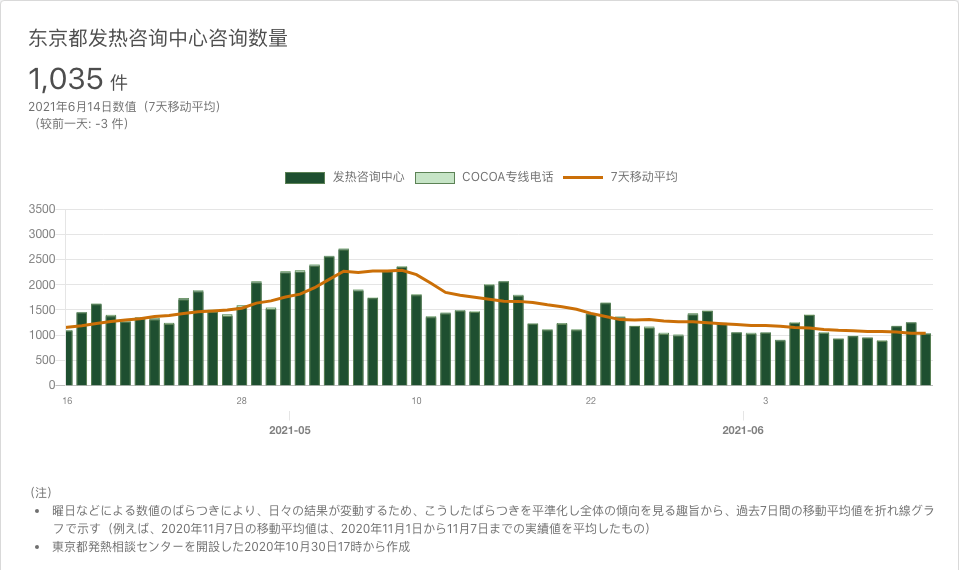 东京都发热咨询中心咨询数量
1,035 件
2021年6月14日数值（7天移动平均）
（较前一天: -3 件）
发热咨询中心 COCOA专线电话 7天移动平均
3500
3000
2500
2000
1500
1000
500
0
16 28 10 22 3
2021-05 2021-06
（注）
• 曜日などによる数値のばらつきにより、日々の結果が変動するため、こうしたばらつきを平準化し全体の傾向を見る趣旨から、過去7日間の移動平均値を折れ線グラ
フで示す（例えば、2020年11月7日の移動平均値は、2020年11月1日から11月7日までの実績値を平均したもの）
• 東京都発熱相談センターを開設した2020年10月30日17時から作成